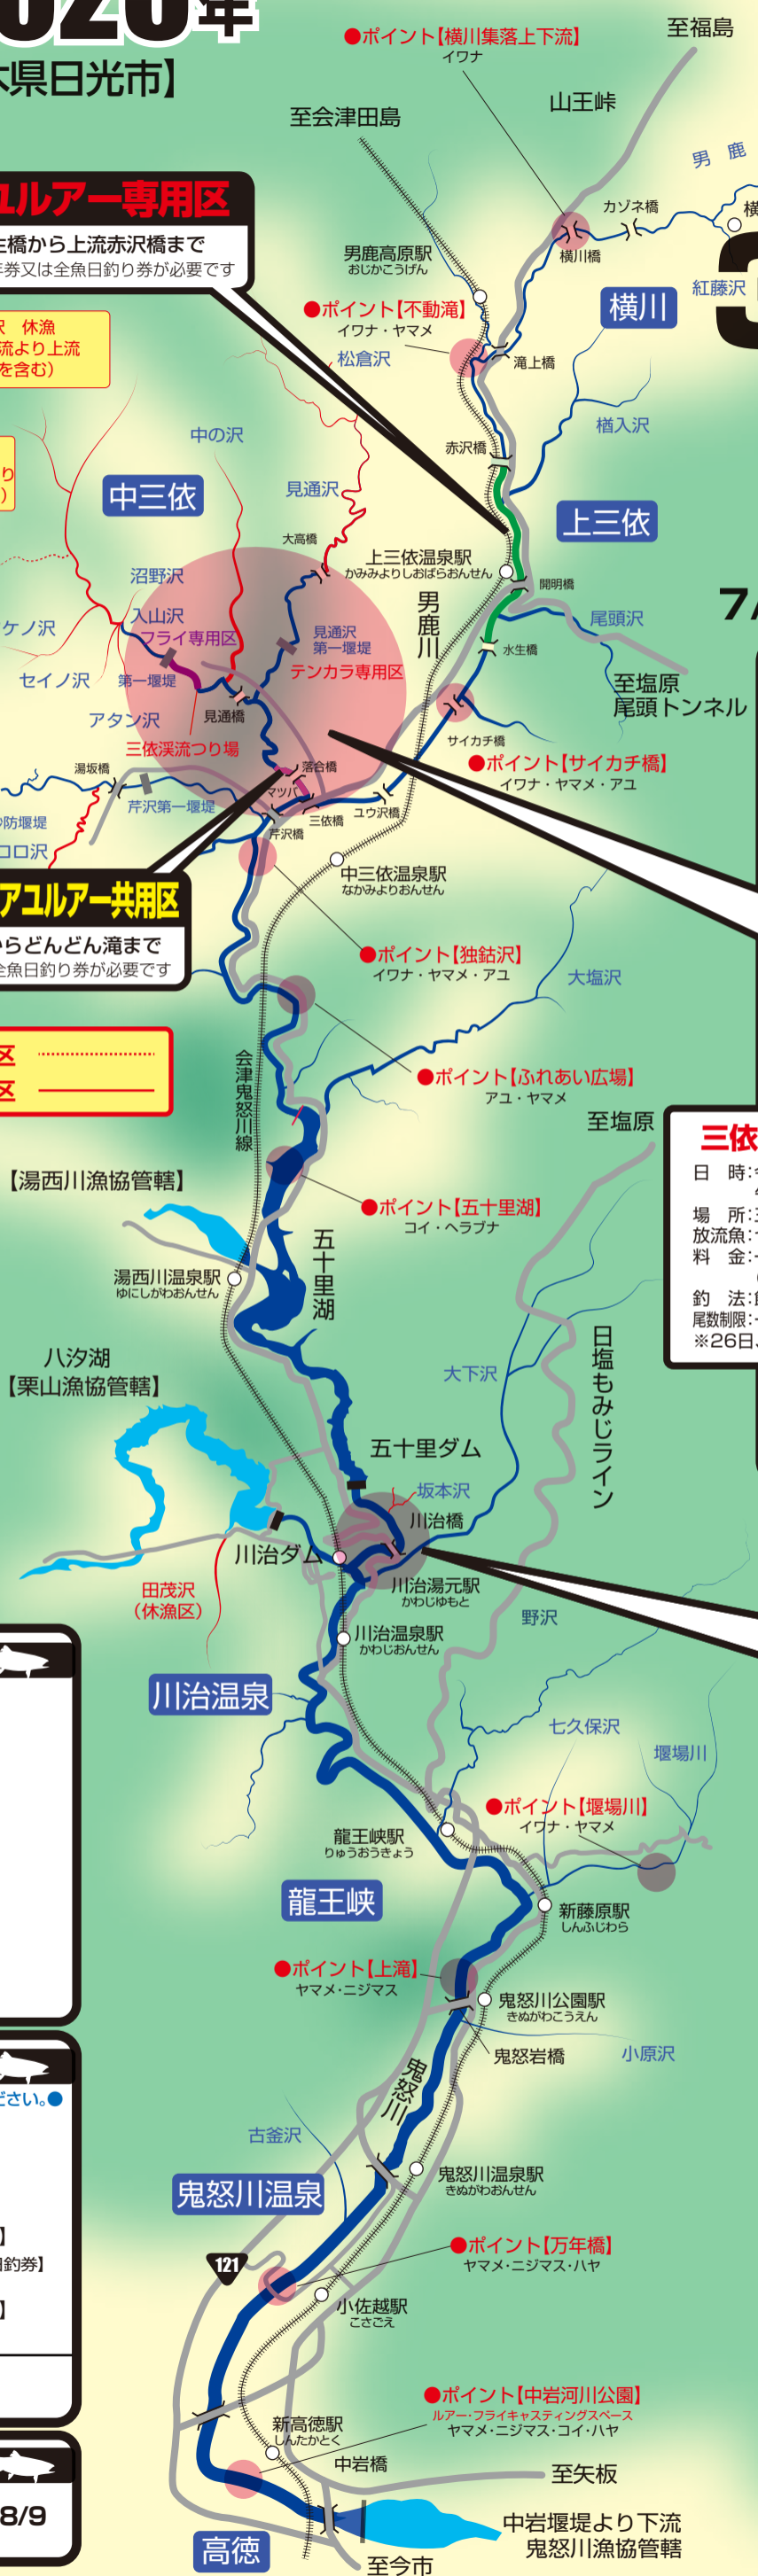 年
木県日光市】
●ポイント【横川集落上下流】
イワナ
至福島
山王峠
至会津田島
男鹿
カゾネ橋
横川橋
ユルアー専用区
生橋から上流赤沢橋まで
年券又は全魚日釣り券が必要です
男鹿高原駅
おじかこうげん
紅藤沢
横川
●ポイント【不動滝】
イワナ・ヤマメ
沢 休漁
流より上流
を含む）
松倉沢
滝上橋
楢入沢
中の沢
赤沢橋
見通沢
中三依
上三依
大高橋
上三依温泉駅
かみみよりしおばらおんせん
開明橋
沼野沢
男鹿川
尾頭沢
7/
入山沢
ケノ沢
フライ専用区
見通沢
第一堰堤
水生橋
テンカラ専用区
セイノ沢
第一堰堤
至塩原
尾頭トンネル
アタン沢
見通橋
サイカチ橋
三依渓流つり場
●ポイント【サイカチ橋】
イワナ・ヤマメ・アユ
湯坂橋
落合橋
マツバ
芹沢第一堰堤
三依橋
ユウ沢橋
砂防堰堤
芹沢橋
コロ沢
中三依温泉駅
なかみよりおんせん
アユルアー共用区
からどんどん滝まで
全魚日釣り券が必要です
●ポイント【独鈷沢】
イワナ・ヤマメ・アユ
大塩沢
区
区
会津鬼怒川線
●ポイント【ふれあい広場】
アユ・ヤマメ
至塩原
三依
日 時：
場 所：
放流魚：
料 金：
釣 法：
尾数制限：
※26日、
【湯西川漁協管轄】
●ポイント【五十里湖】
コイ・ヘラブナ
五十里湖
湯西川温泉駅
ゆにしがわおんせん
日塩もみじライン
八汐湖
【栗山漁協管轄】
大下沢
五十里ダム
坂本沢
川治橋
川治ダム
川治湯元駅
かわじゆもと
田茂沢
（休漁区）
野沢
川治温泉駅
かわじおんせん
川治温泉
七久保沢
堰場川
●ポイント【堰場川】
イワナ・ヤマメ
龍王峡駅
りゅうおうきょう
龍王峡
新藤原駅
しんふじわら
●ポイント【上滝】
ヤマメ・ニジマス
鬼怒川公園駅
きぬがわこうえん
鬼怒岩橋
小原沢
鬼怒川
ださい。●
古釜沢
鬼怒川温泉駅
きぬがわおんせん
鬼怒川温泉
】
日釣券】
】
●ポイント【万年橋】
ヤマメ・ニジマス・ハヤ
121
小佐越駅
こさごえ
●ポイント【中岩河川公園】
ルアー・フライキャスティングスペース
ヤマメ・ニジマス・コイ・ハヤ
新高徳駅
しんたかとく
中岩橋
至矢板
8/9
中岩堰堤より下流
鬼怒川漁協管轄
高徳
至今市